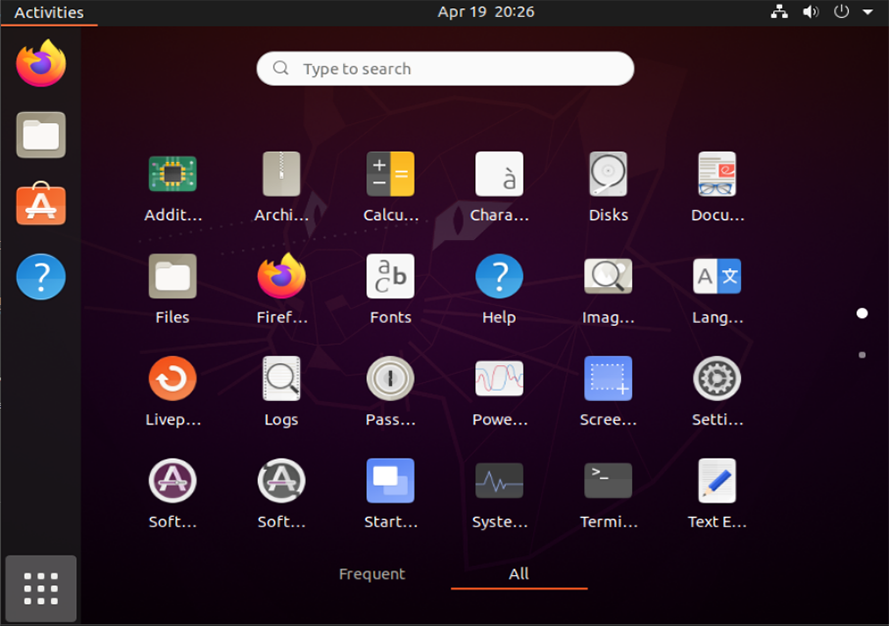 Activities
Apr 19 20:26
Type to search
Addit... Archi... Calcu... Chara... Disks Docu...
Files Firef... Fonts Help Imag... Lang...
Livep... Logs Pass... Powe... Scree... Setti...
Soft... Soft... Start... Syste... Termi... Text E...
Frequent All